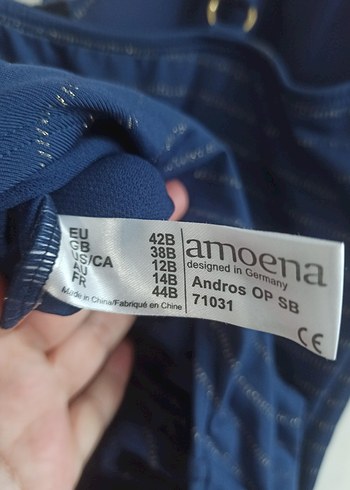 EU 42B
GB 38B
US/CA 12B
AU 14B
FR 44B
Made in China/Fabriqué en Chine
amoena
designed in Germany
Andros OP SB
71031
CE